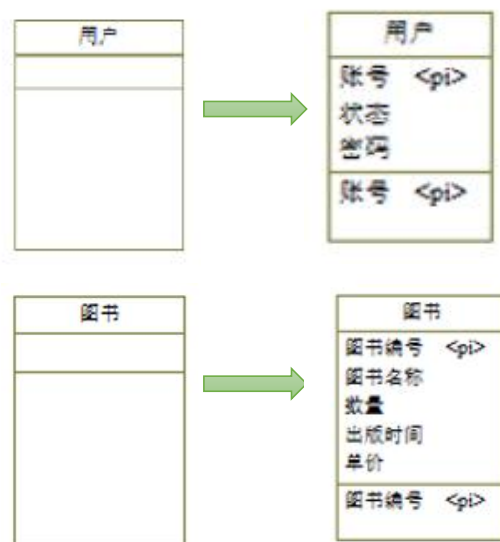 用户
用户
账号 <pi>
状态
密码
账号 <pi>
图书
图书
图书编号 <pi>
图书名称
数量
出版时间
单价
图书编号 <pi>